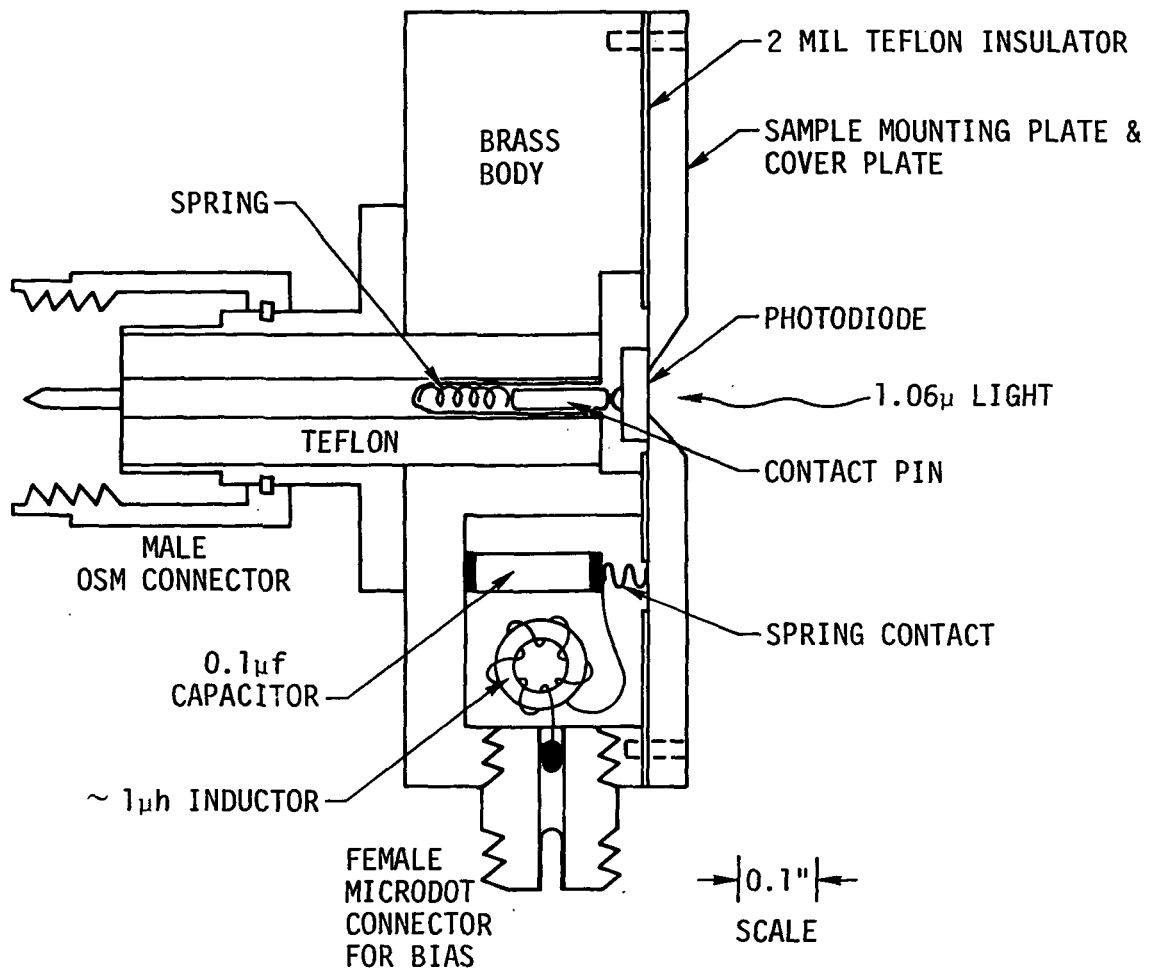 2 MIL TEFLON INSULATOR
BRASS
BODY
SAMPLE MOUNTING PLATE &
COVER PLATE
SPRING
PHOTODIODE
1.06μ LIGHT
TEFLON
CONTACT PIN
MALE
OSM CONNECTOR
SPRING CONTACT
0.1μf
CAPACITOR
~ 1μh INDUCTOR
FEMALE
MICRODOT
CONNECTOR
FOR BIAS
0.1"
SCALE